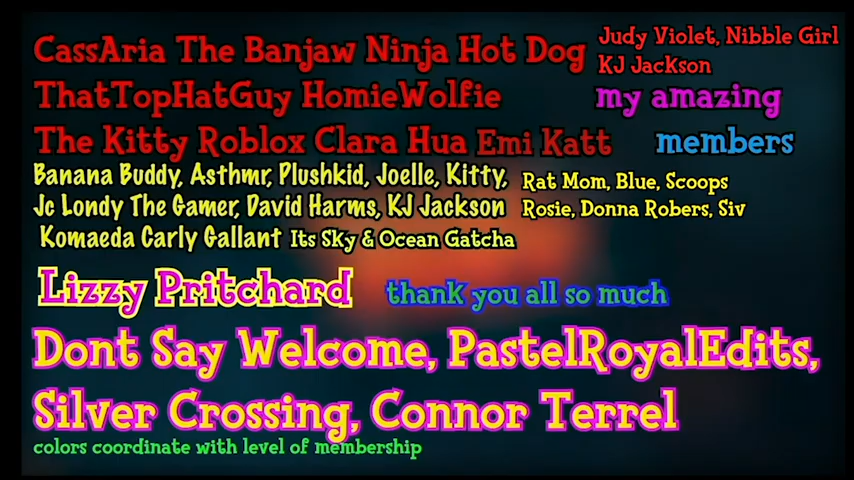 CassAria The Banjaw Ninja Hot Dog
Judy Violet, Nibble Girl
KJ Jackson
ThatTopHatGuy HomieWolfie
my amazing
The Kitty Roblox Clara Hua Emi Katt
members
Banana Buddy, Asthmr, Plushkid, Joelle, Kitty,
Rat Mom, Blue, Scoops
Jc Londy The Gamer, David Harms, KJ Jackson
Rosie, Donna Robers, Siv
Komaeda Carly Gallant Its Sky & Ocean Gatcha
Lizzy Pritchard
thank you all so much
Dont Say Welcome, PastelRoyalEdits,
Silver Crossing, Connor Terrel
colors coordinate with level of membership